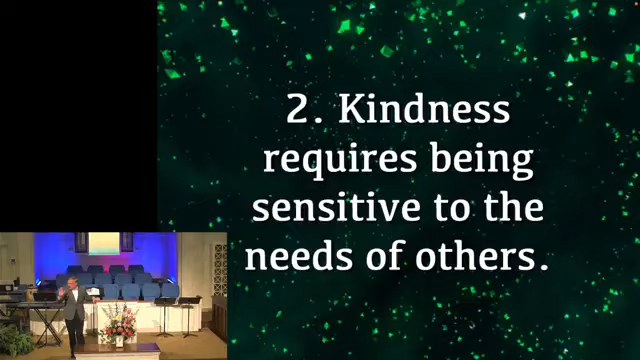 2. Kindness
requires being
sensitive to the
needs of others.